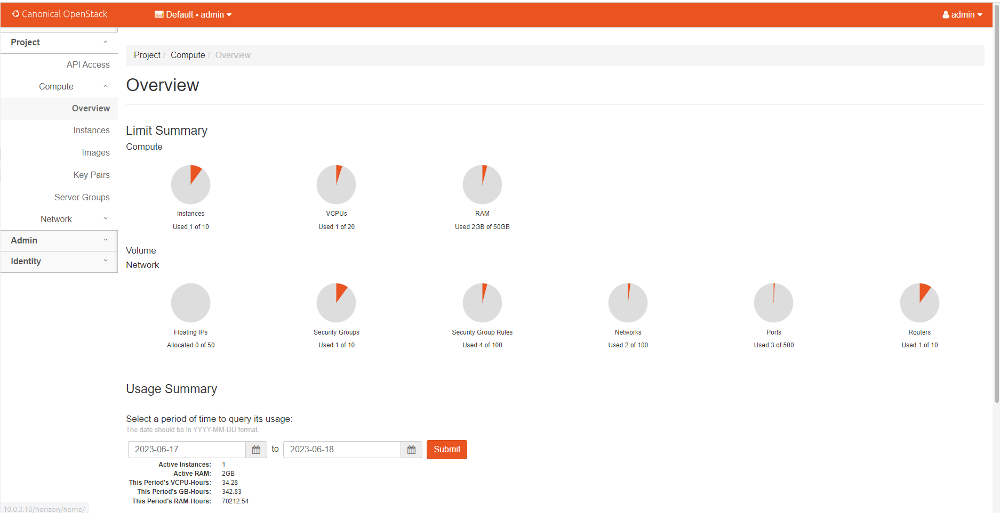 Canonical OpenStack
Default • admin
admin
Project
API Access
Compute
Overview
Instances
Images
Key Pairs
Server Groups
Network
Admin
Identity
Project / Compute / Overview
Overview
Limit Summary
Compute
Instances
Used 1 of 10
VCPUs
Used 1 of 20
RAM
Used 2GB of 50GB
Volume
Network
Floating IPs
Allocated 0 of 50
Security Groups
Used 1 of 10
Security Group Rules
Used 4 of 100
Networks
Used 2 of 100
Ports
Used 3 of 500
Routers
Used 1 of 10
Usage Summary
Select a period of time to query its usage:
The date should be in YYYY-MM-DD format.
2023-06-17 to 2023-06-18 Submit
Active Instances: 1
Active RAM: 2GB
This Period's VCPU-Hours: 34.28
This Period's GB-Hours: 342.83
This Period's RAM-Hours: 70212.54
10.0.3.18/horizon/home/